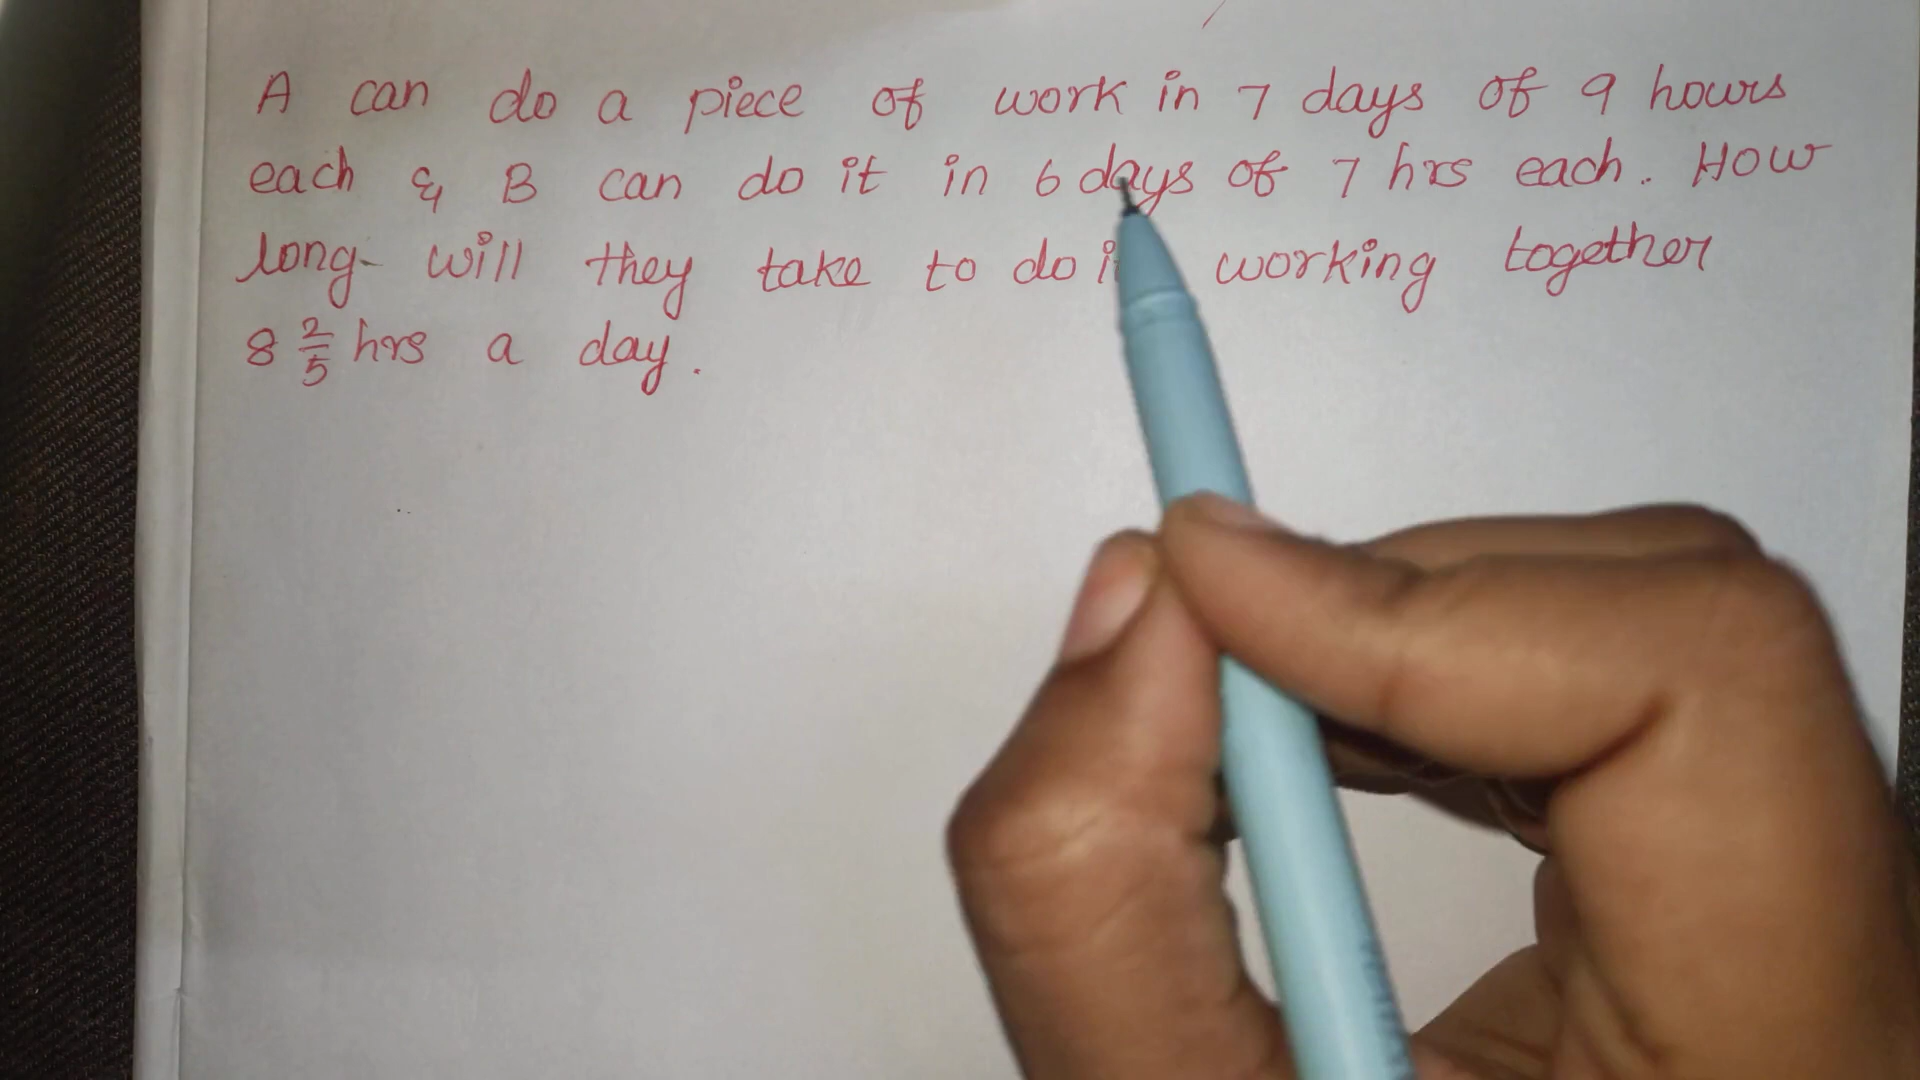 A can do a piece of work in 7 days of 9 hours
each & B can do it in 6 days of 7 hrs each. How
long will they take to do working together
8 2/5 hrs a day.